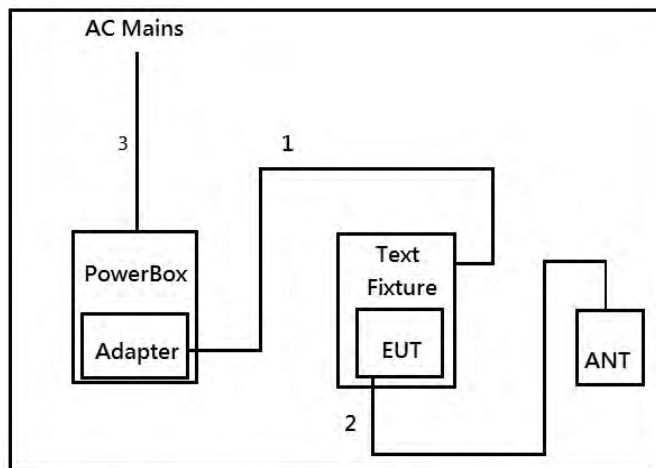 AC Mains
3
1
PowerBox
Adapter
Text
Fixture
EUT
ANT
2